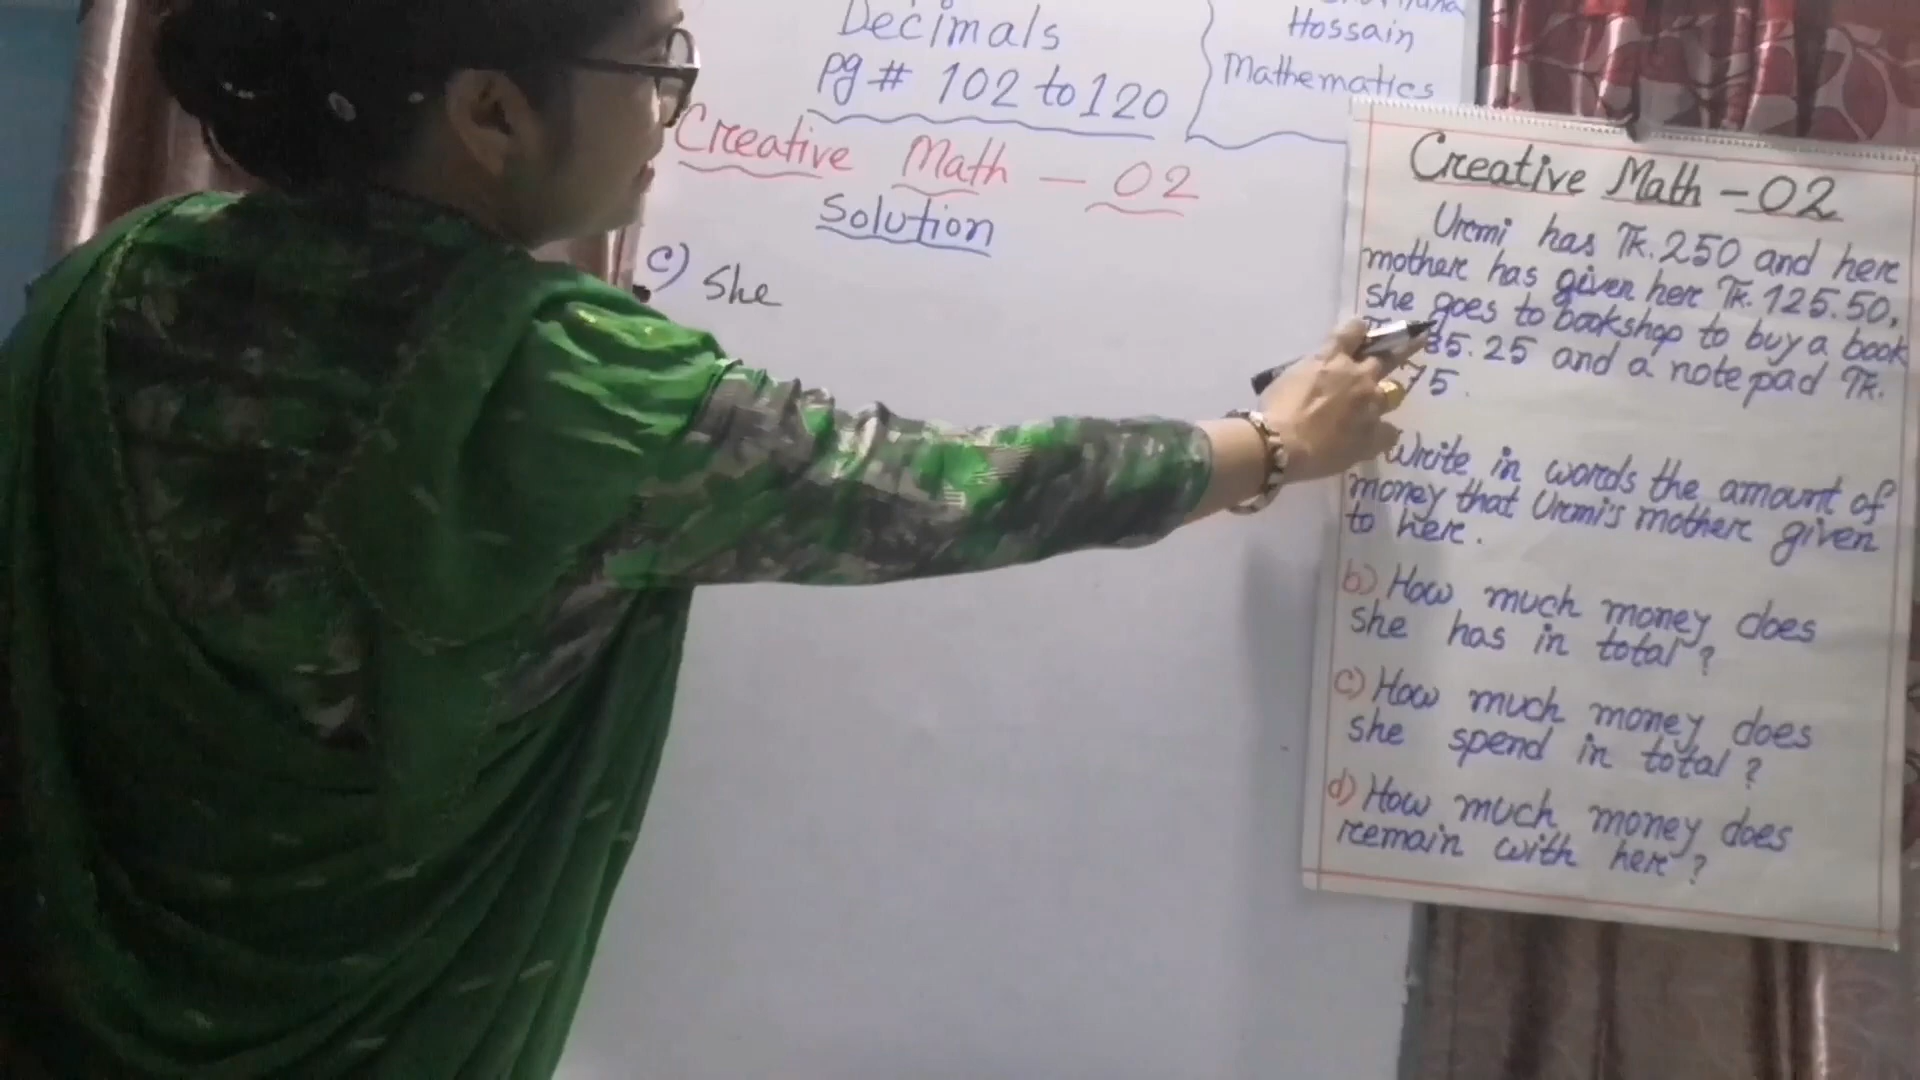 Decimals
pg # 102 to 120
Hossain
Mathematics
Creative Math - 02
Solution
c) She
Creative Math - 02
Urmi has Tk. 250 and her
mother has given her Tk. 125.50,
she goes to bookshop to buy a book
85.25 and a notepad Tk.
75.
Write in words the amount of
money that Urmi's mother given
to her.
b) How much money does
she has in total?
c) How much money does
she spend in total?
d) How much money does
remain with her?